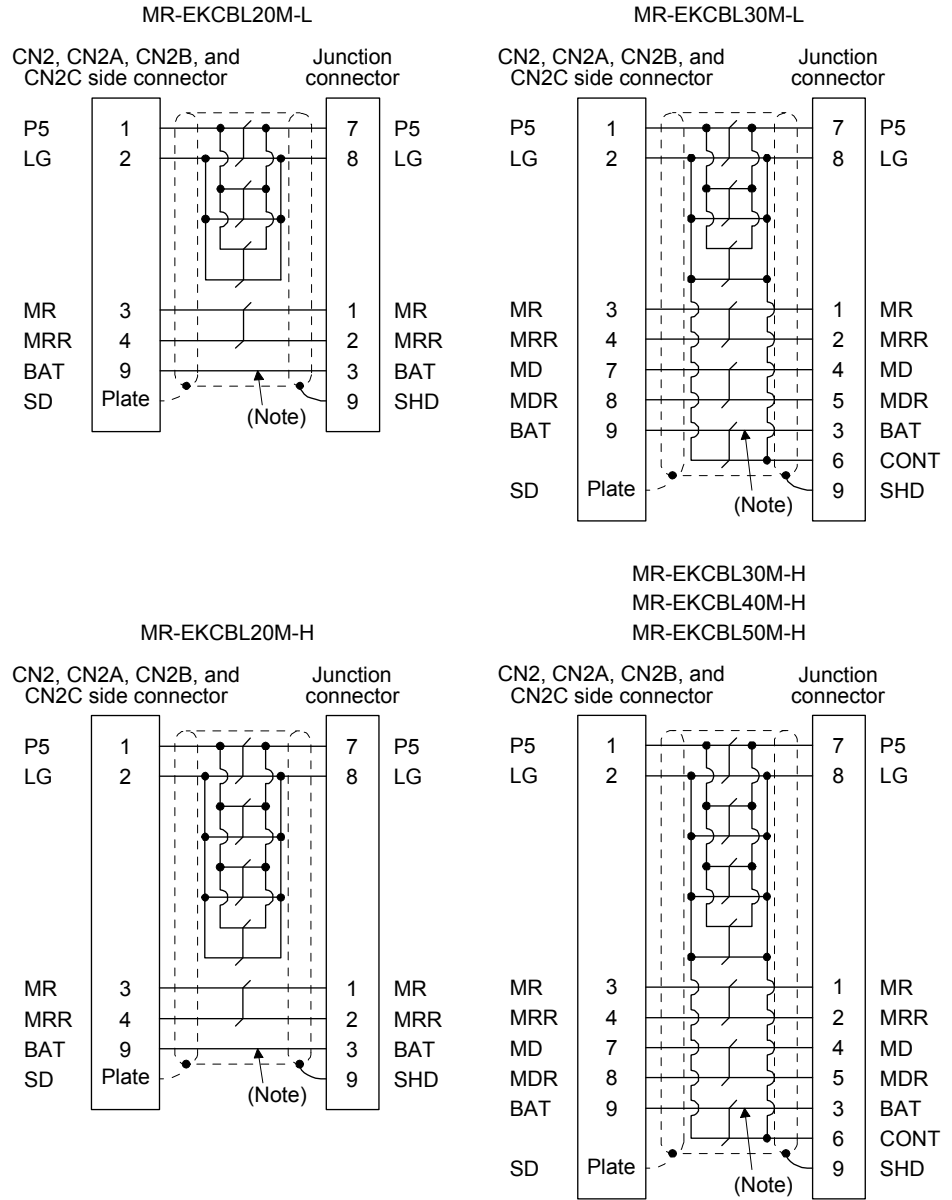 MR-EKCBL20M-L
CN2, CN2A, CN2B, and
CN2C side connector
Junction
connector
P5 1 7 P5
LG 2 8 LG
MR 3 1 MR
MRR 4 2 MRR
BAT 9 3 BAT
SD Plate 9 SHD
(Note)
MR-EKCBL30M-L
CN2, CN2A, CN2B, and
CN2C side connector
Junction
connector
P5 1 7 P5
LG 2 8 LG
MR 3 1 MR
MRR 4 2 MRR
MD 7 4 MD
MDR 8 5 MDR
BAT 9 3 BAT
6 CONT
SD Plate 9 SHD
(Note)
MR-EKCBL20M-H
CN2, CN2A, CN2B, and
CN2C side connector
Junction
connector
P5 1 7 P5
LG 2 8 LG
MR 3 1 MR
MRR 4 2 MRR
BAT 9 3 BAT
SD Plate 9 SHD
(Note)
MR-EKCBL30M-H
MR-EKCBL40M-H
MR-EKCBL50M-H
CN2, CN2A, CN2B, and
CN2C side connector
Junction
connector
P5 1 7 P5
LG 2 8 LG
MR 3 1 MR
MRR 4 2 MRR
MD 7 4 MD
MDR 8 5 MDR
BAT 9 3 BAT
6 CONT
SD Plate 9 SHD
(Note)